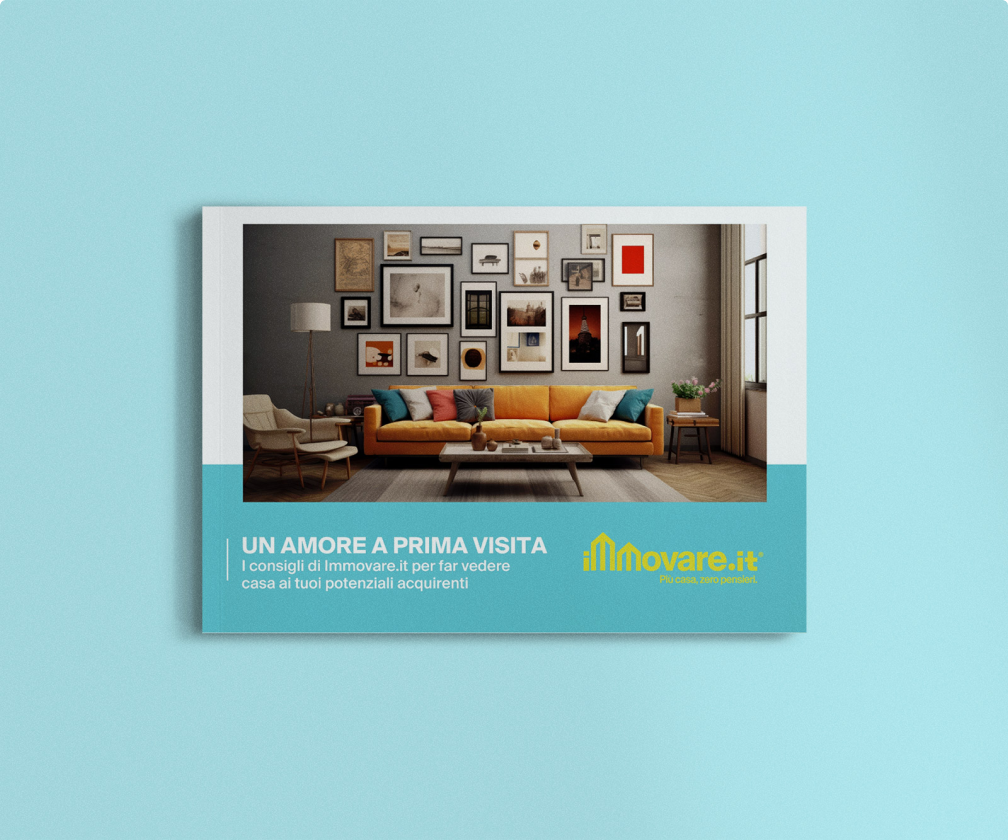 UN AMORE A PRIMA VISITA
I consigli di Immovare.it per far vedere
casa ai tuoi potenziali acquirenti
immovare.it®
Più casa, zero pensieri.